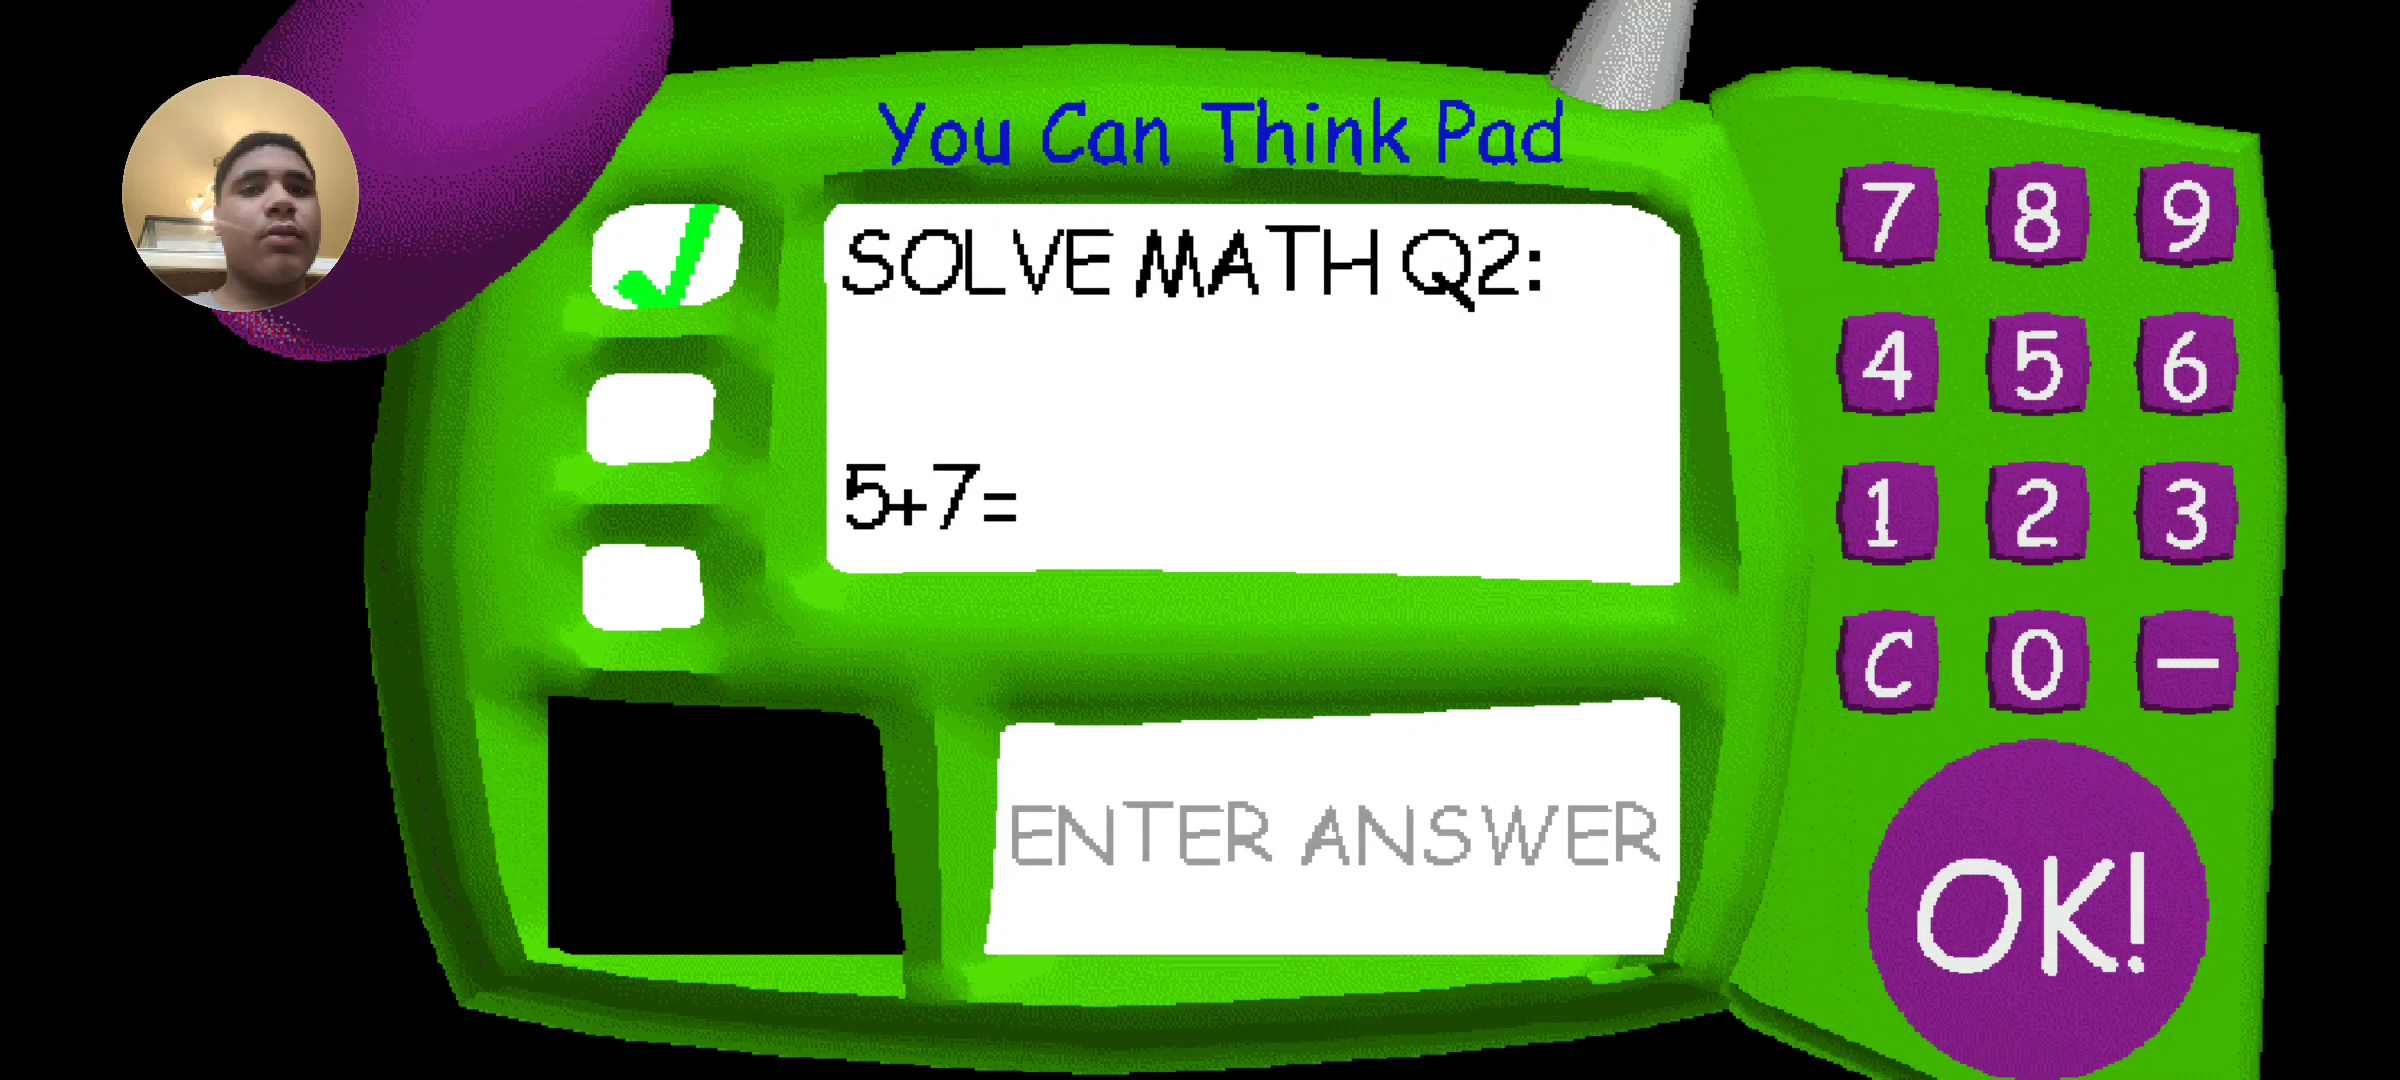 You Can Think Pad
SOLVE MATH Q2:
5+7=
ENTER ANSWER
7 8 9
4 5 6
1 2 3
C 0 —
OK!